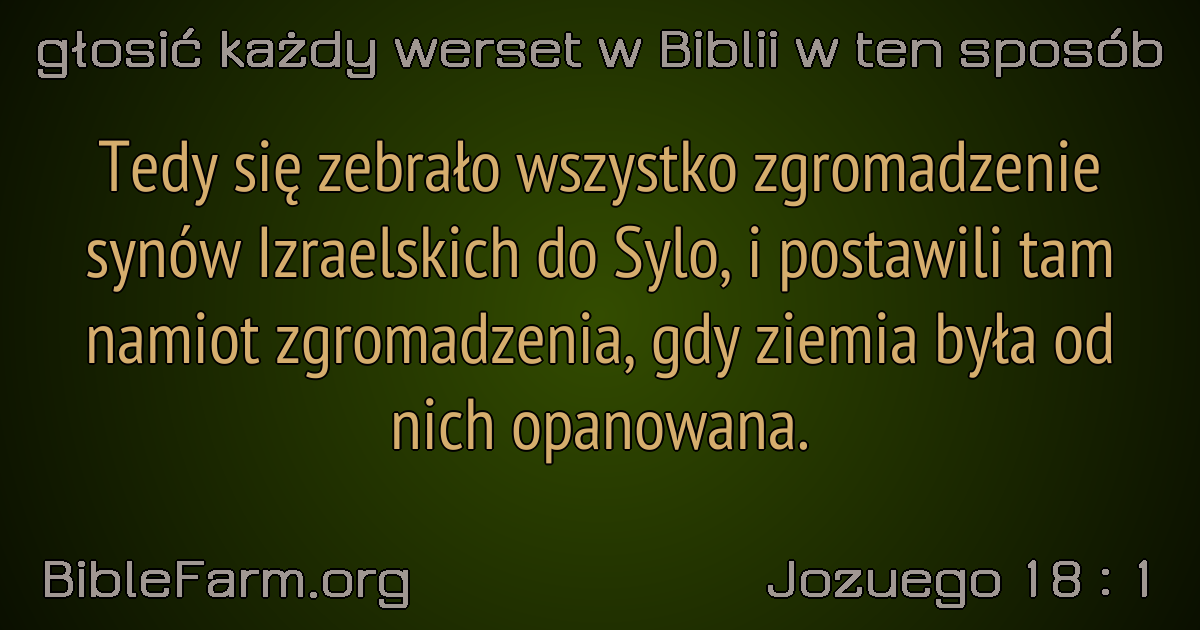 głosić każdy werset w Biblii w ten sposób
Tedy się zebrało wszystko zgromadzenie
synów Izraelskich do Sylo, i postawili tam
namiot zgromadzenia, gdy ziemia była od
nich opanowana.
BibleFarm.org
Jozuego 18 : 1